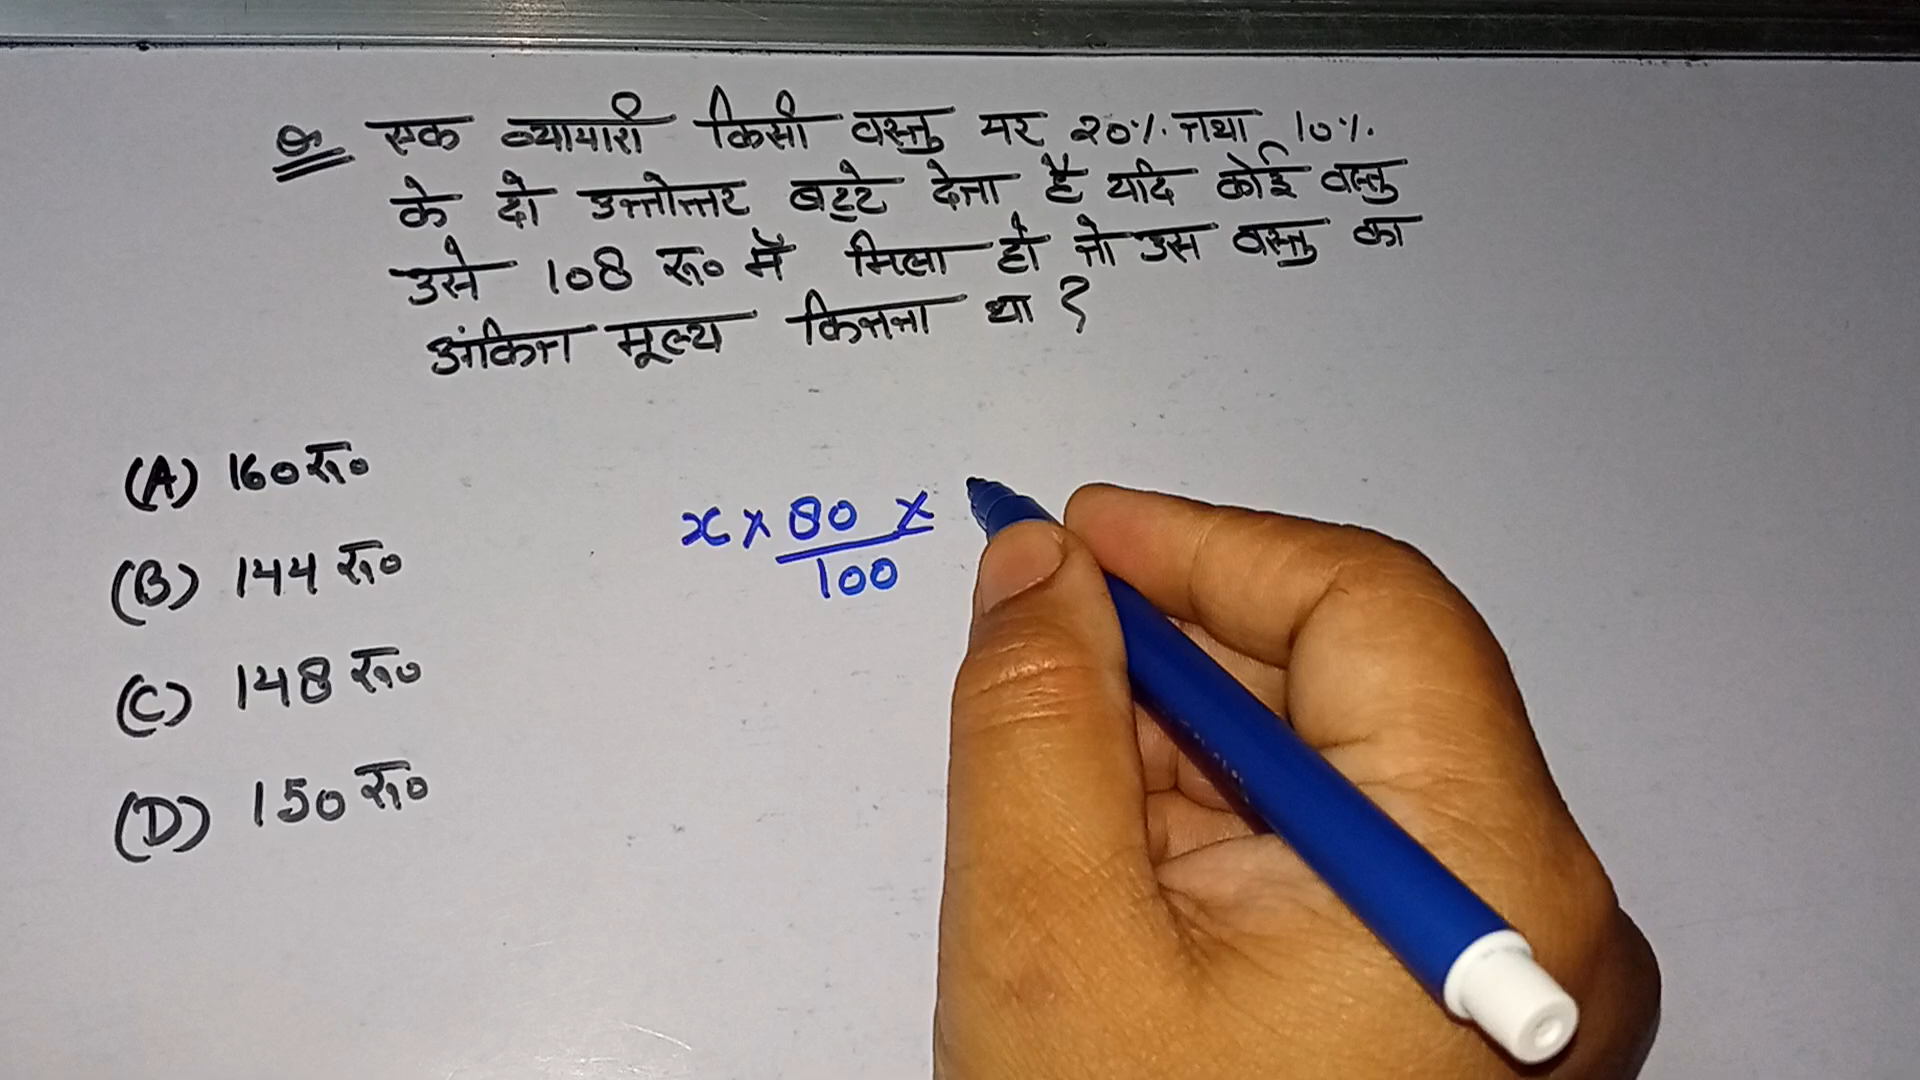 Q. एक व्यापारी किसी वस्तु पर 20% तथा 10%
के दो उत्तोत्तर बट्टे देता है यदि कोई वस्तु
उसे 108 रू० में मिला हो तो उस वस्तु का
अंकित मूल्य कितना था ?
(A) 160 रू०
(B) 144 रू०
(C) 148 रू०
(D) 150 रू०
x × 80 ×
100